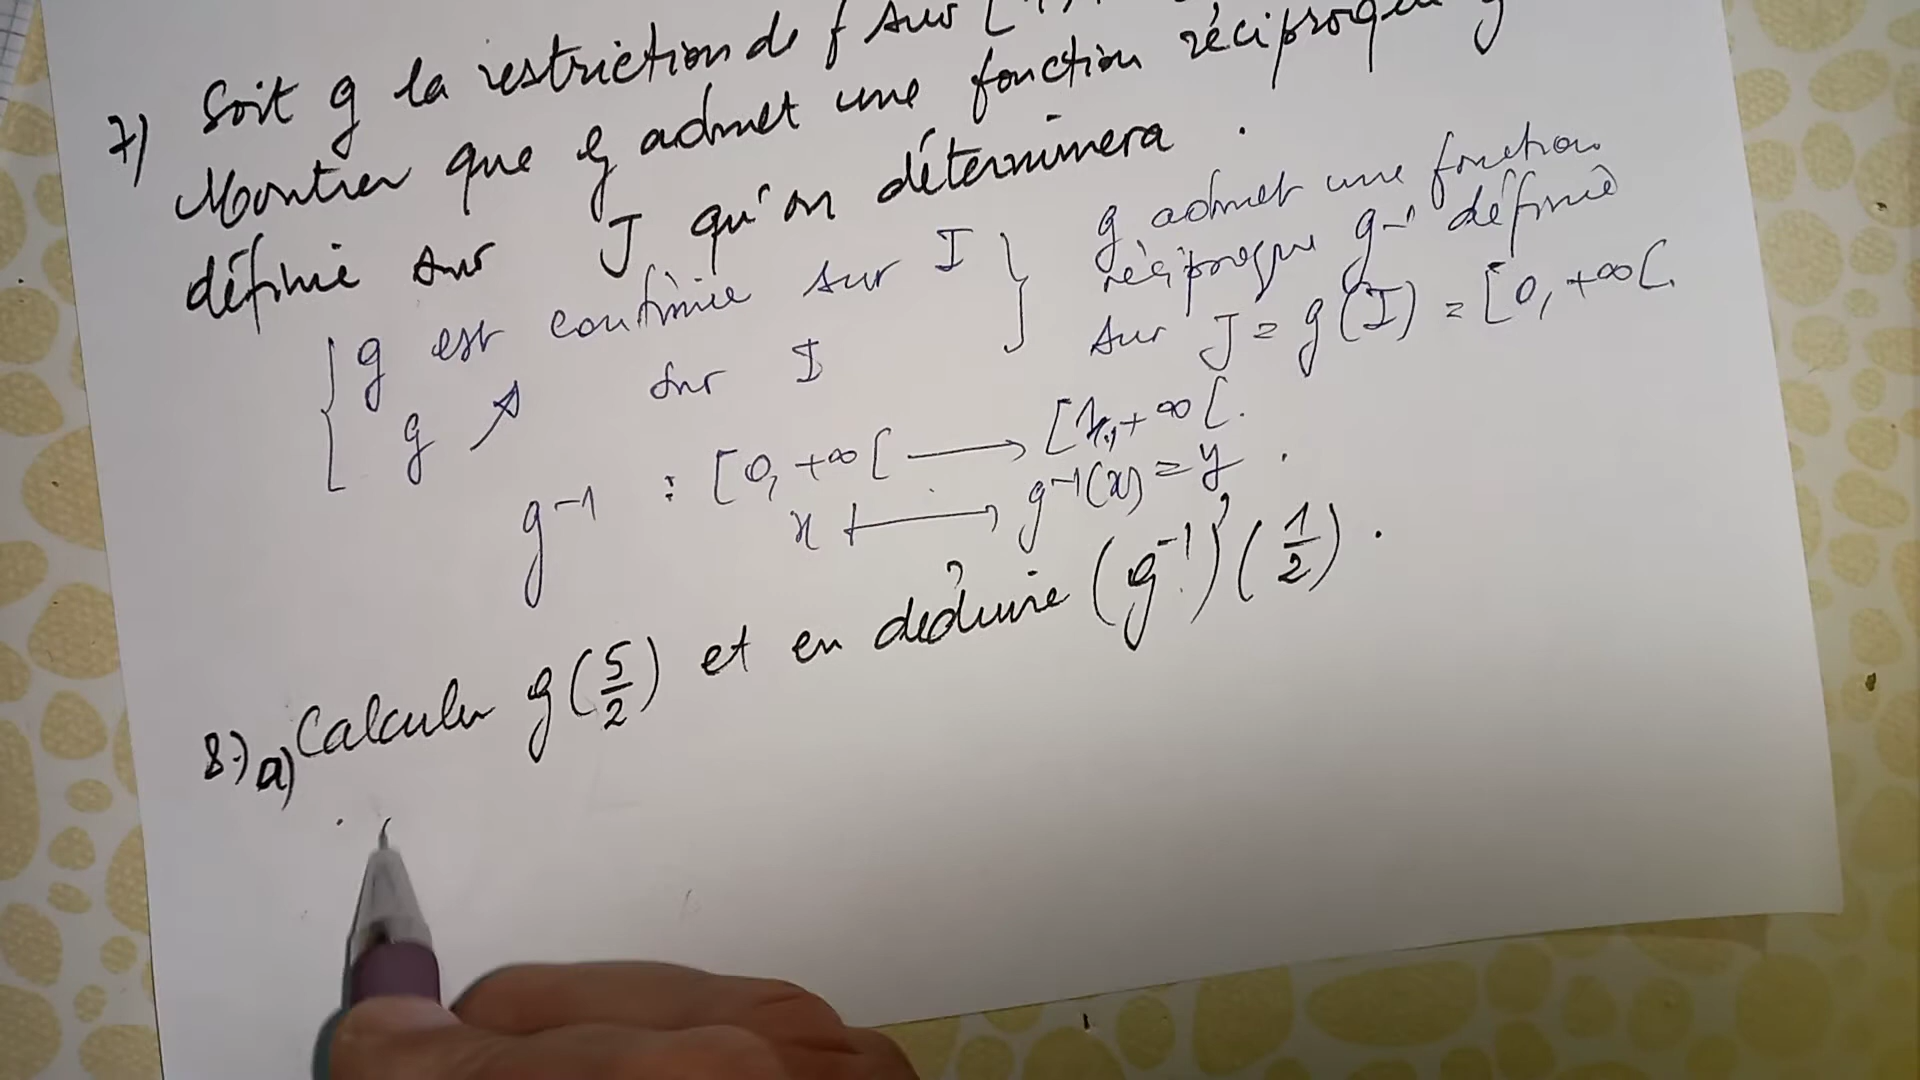 7) Soit g la restriction de f sur [
Montrer que g admet une fonction réciproque
définie sur J qu'on déterminera.
{ g est continue sur I } g admet une fonction
g ↗ sur I réciproque g-1 définie
sur J = g(I) = [0, +∞[.
g-1 : [0, +∞[ ⟶ [1, +∞[.
x ⟼ g-1(x) = y.
8) a) Calculer g(5/2) et en déduire (g-1)'(1/2).